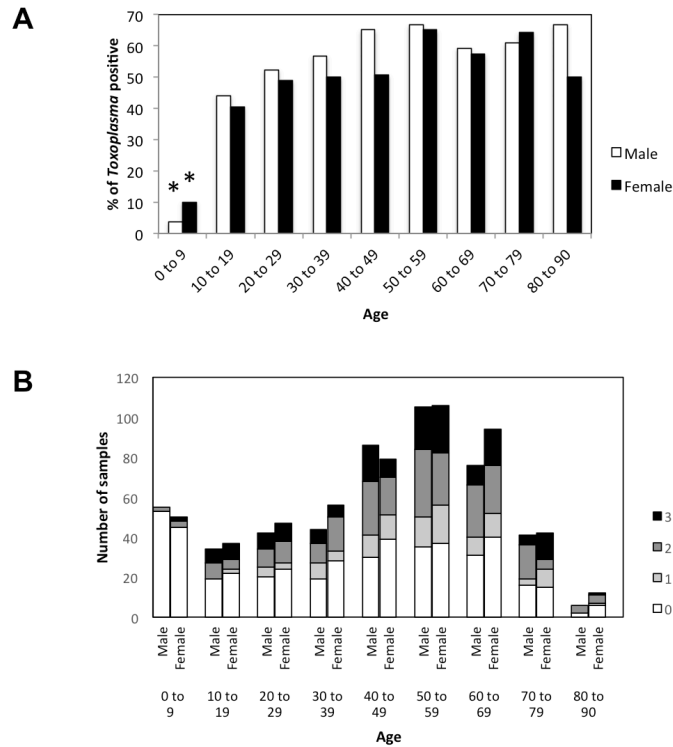 A
% of Toxoplasma positive
70
60
50
40
30
20
10
0
* *
Male
Female
0 to 9
10 to 19
20 to 29
30 to 39
40 to 49
50 to 59
60 to 69
70 to 79
80 to 90
Age
B
Number of samples
120
100
80
60
40
20
0
3
2
1
0
Male Female Male Female Male Female Male Female Male Female Male Female Male Female Male Female Male Female
0 to 10 to 20 to 30 to 40 to 50 to 60 to 70 to 80 to
9 19 29 39 49 59 69 79 90
Age